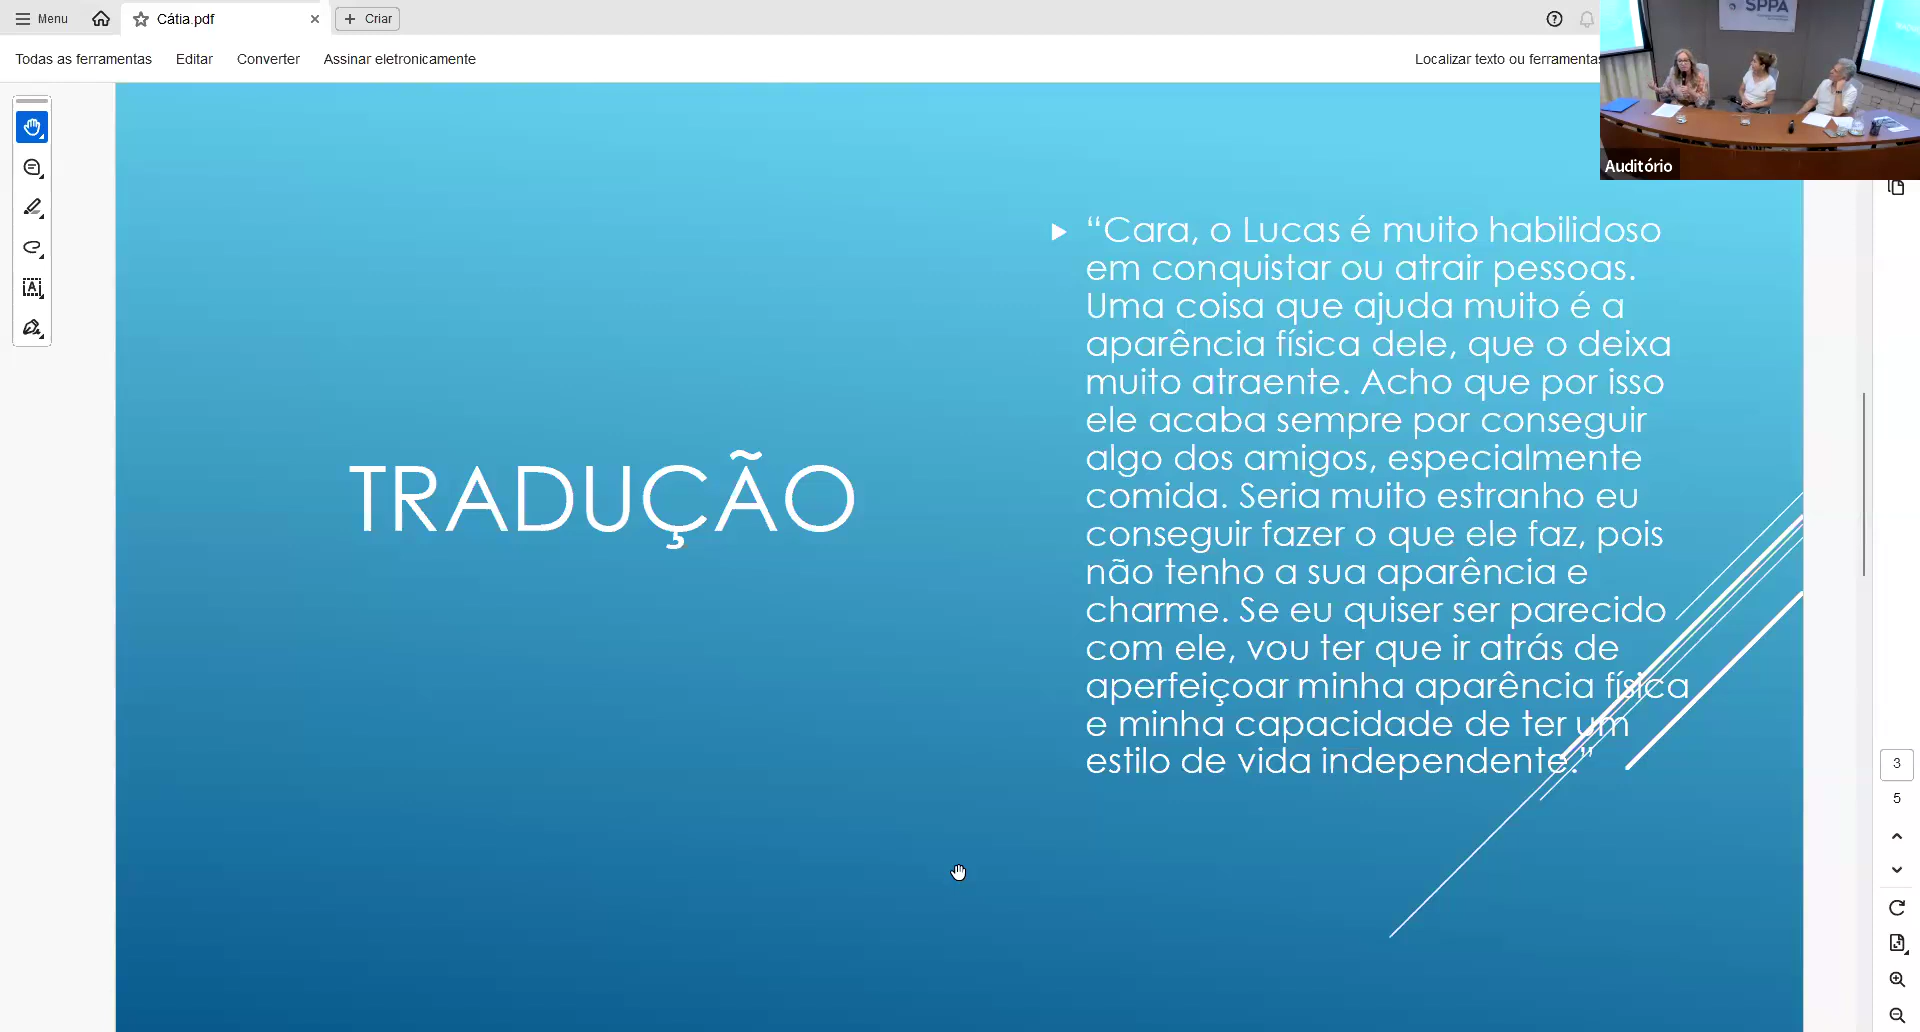 Menu
Cátia.pdf
Criar
Todas as ferramentas
Editar
Converter
Assinar eletronicamente
Localizar texto ou ferramentas
SPPA
Auditório
TRADUÇÃO
“Cara, o Lucas é muito habilidoso
em conquistar ou atrair pessoas.
Uma coisa que ajuda muito é a
aparência física dele, que o deixa
muito atraente. Acho que por isso
ele acaba sempre por conseguir
algo dos amigos, especialmente
comida. Seria muito estranho eu
conseguir fazer o que ele faz, pois
não tenho a sua aparência e
charme. Se eu quiser ser parecido
com ele, vou ter que ir atrás de
aperfeiçoar minha aparência física
e minha capacidade de ter um
estilo de vida independente.”
3
5